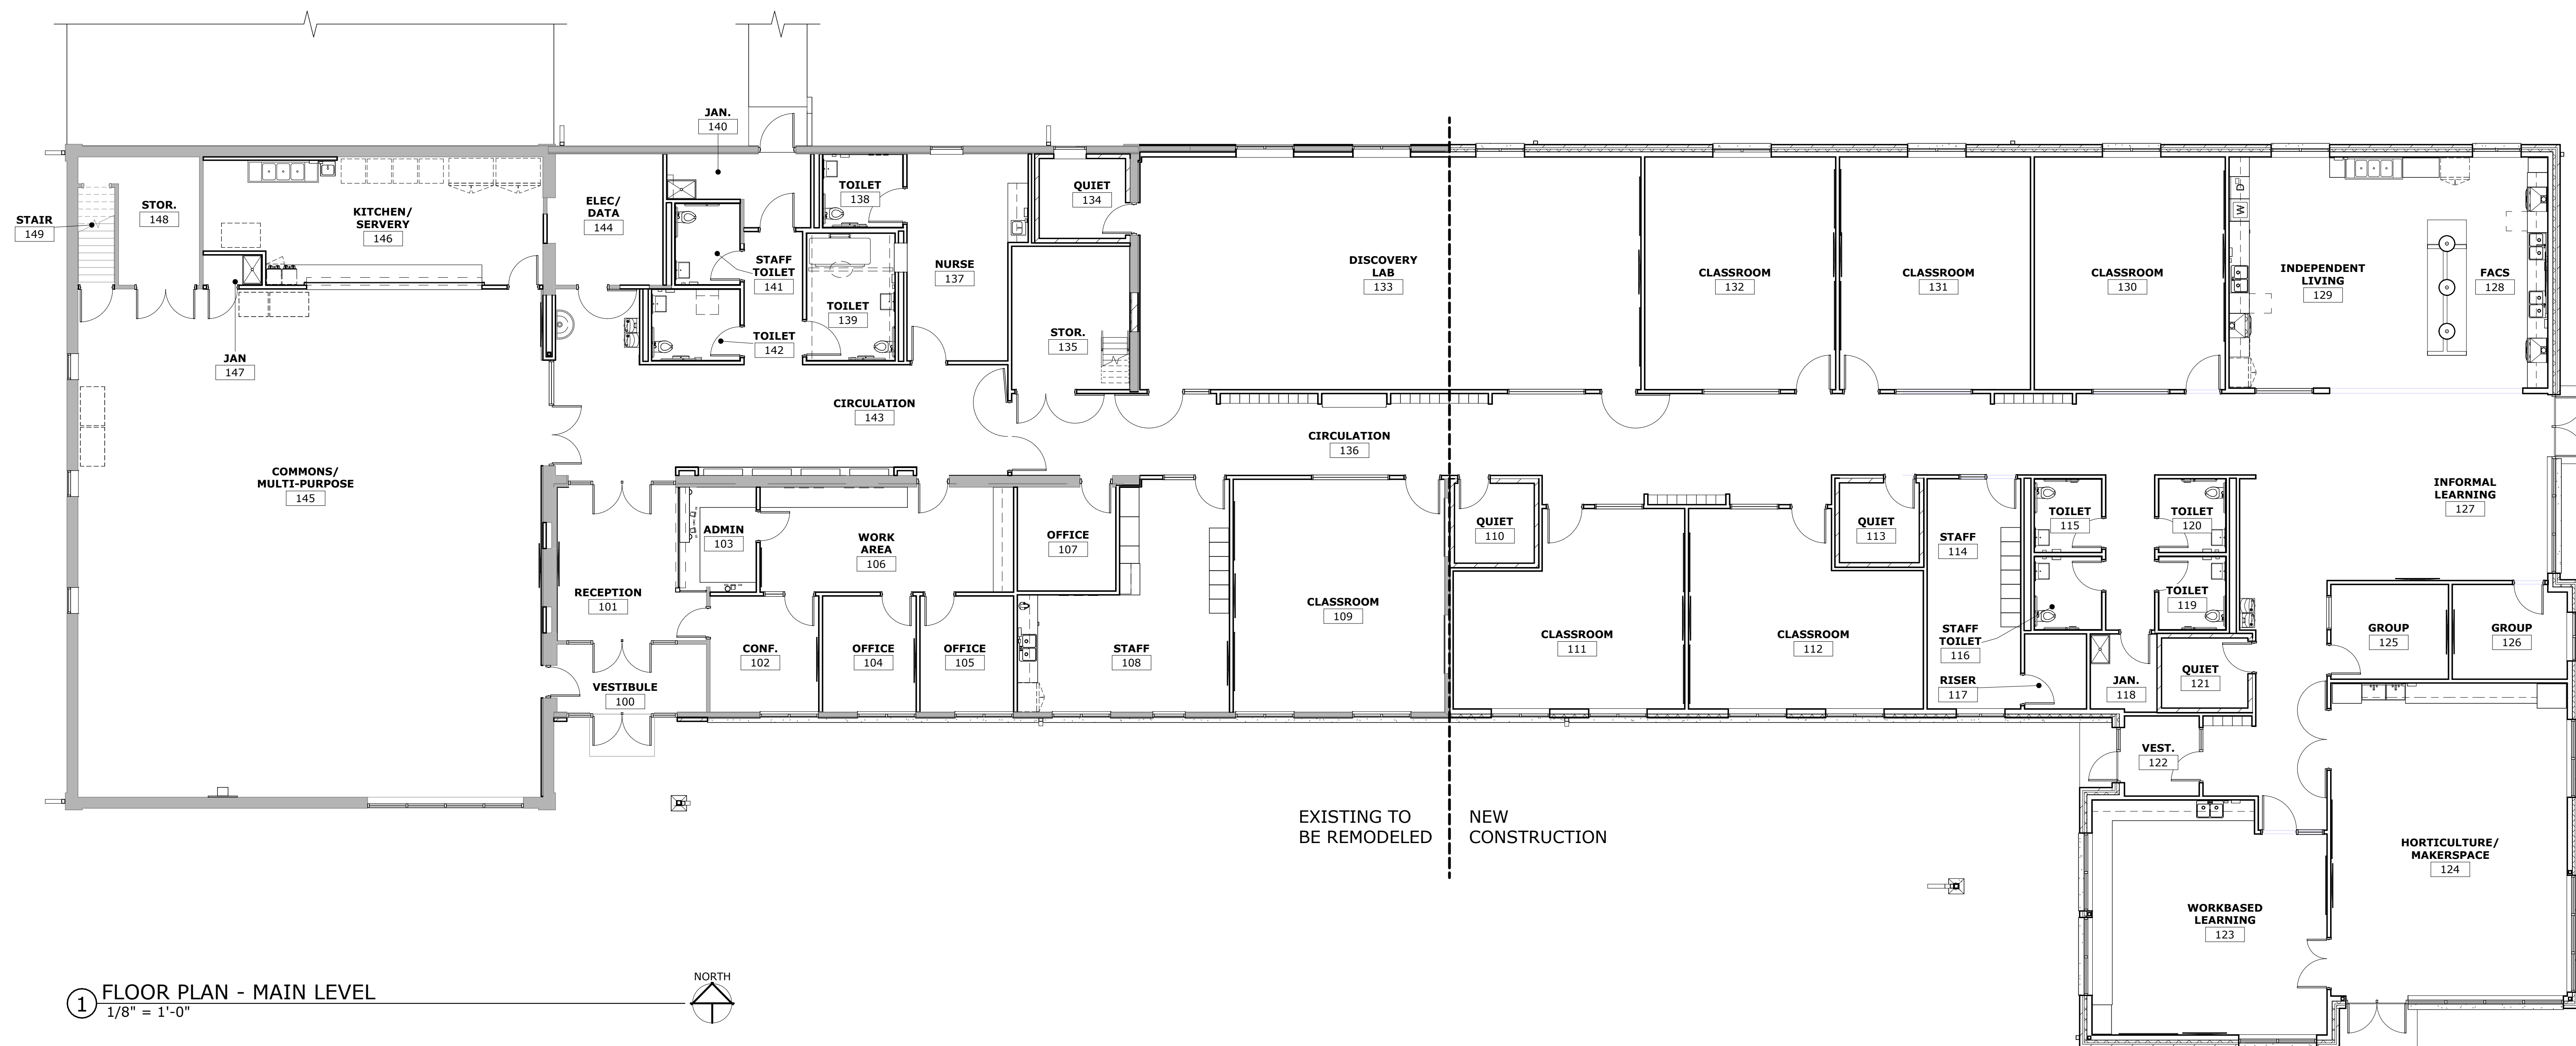 JAN.
140
STAIR
149
STOR.
148
KITCHEN/
SERVERY
146
ELEC/
DATA
144
TOILET
138
STAFF
TOILET
141
TOILET
139
TOILET
142
NURSE
137
QUIET
134
STOR.
135
DISCOVERY
LAB
133
CLASSROOM
132
CLASSROOM
131
CLASSROOM
130
D
W
INDEPENDENT
LIVING
129
FACS
128
JAN
147
CIRCULATION
143
CIRCULATION
136
COMMONS/
MULTI-PURPOSE
145
RECEPTION
101
ADMIN
103
WORK
AREA
106
OFFICE
107
CONF.
102
OFFICE
104
OFFICE
105
STAFF
108
VESTIBULE
100
CLASSROOM
109
QUIET
110
CLASSROOM
111
CLASSROOM
112
QUIET
113
STAFF
114
TOILET
115
TOILET
120
STAFF
TOILET
116
TOILET
119
RISER
117
JAN.
118
QUIET
121
INFORMAL
LEARNING
127
GROUP
125
GROUP
126
VEST.
122
HORTICULTURE/
MAKERSPACE
124
WORKBASED
LEARNING
123
EXISTING TO
BE REMODELED
NEW
CONSTRUCTION
1
FLOOR PLAN - MAIN LEVEL
1/8" = 1'-0"
NORTH